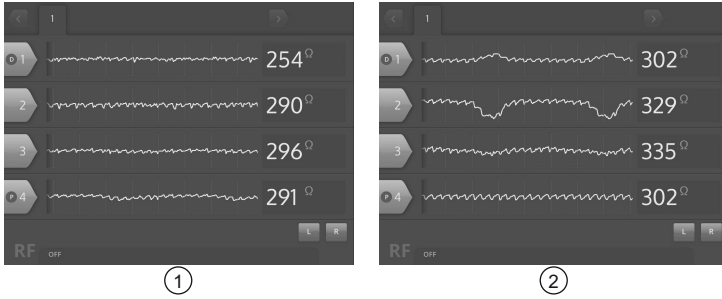 1
D 1 254 Ω
2 290 Ω
3 296 Ω
P 4 291 Ω
L R
RF OFF
1
1
D 1 302 Ω
2 329 Ω
3 335 Ω
P 4 302 Ω
L R
RF OFF
2